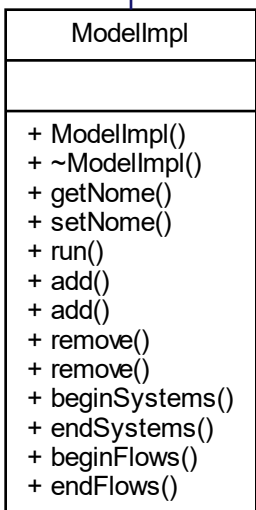 ModelImpl
+ ModelImpl()
+ ~ModelImpl()
+ getNome()
+ setNome()
+ run()
+ add()
+ add()
+ remove()
+ remove()
+ beginSystems()
+ endSystems()
+ beginFlows()
+ endFlows()